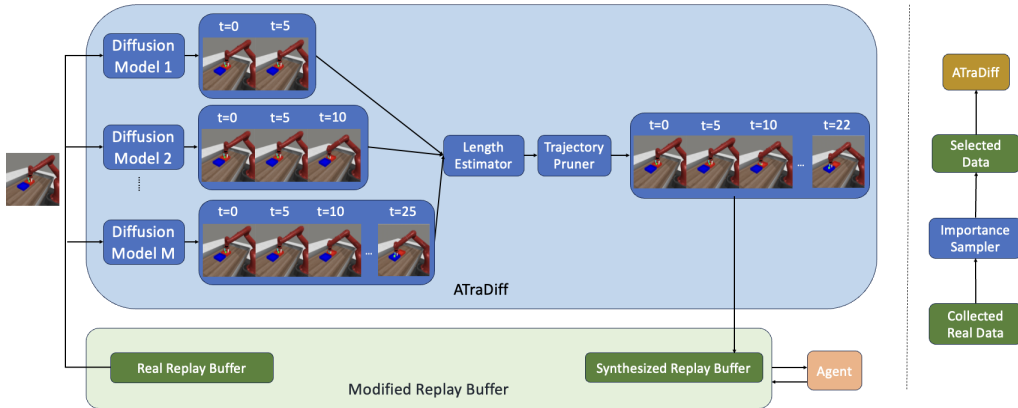 Diffusion
Model 1
t=0 t=5
Diffusion
Model 2
t=0 t=5 t=10
Diffusion
Model M
t=0 t=5 t=10 t=25
...
Length
Estimator
Trajectory
Pruner
t=0 t=5 t=10 t=22
...
ATraDiff
Real Replay Buffer
Synthesized Replay Buffer
Modified Replay Buffer
Agent
ATraDiff
Selected
Data
Importance
Sampler
Collected
Real Data